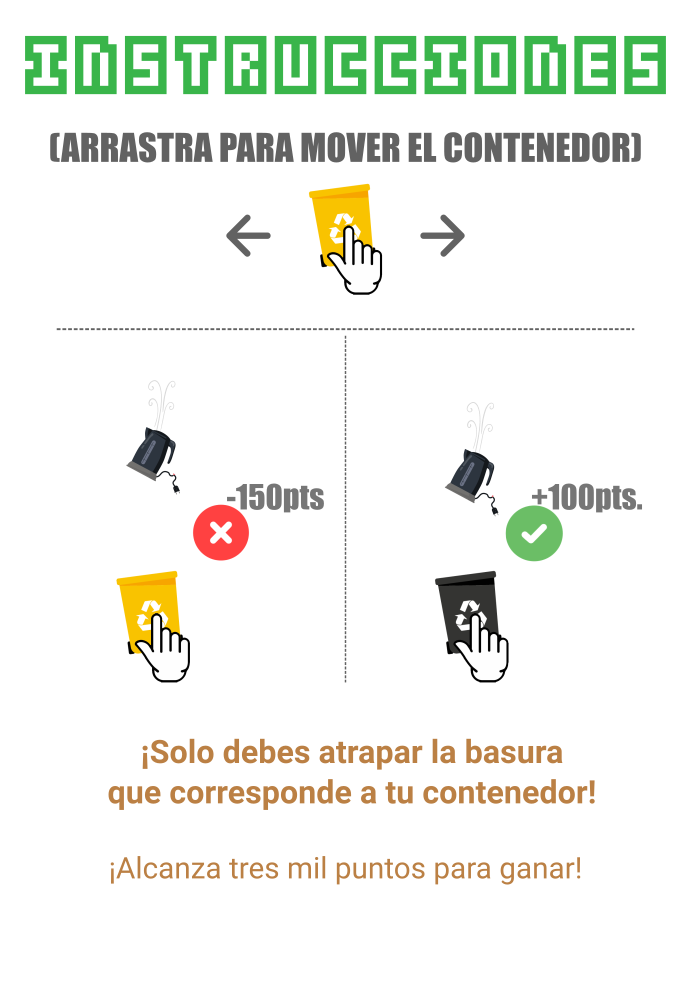 INSTRUCCIONES
(ARRASTRA PARA MOVER EL CONTENEDOR)
-150pts
+100pts.
¡Solo debes atrapar la basura
que corresponde a tu contenedor!
¡Alcanza tres mil puntos para ganar!